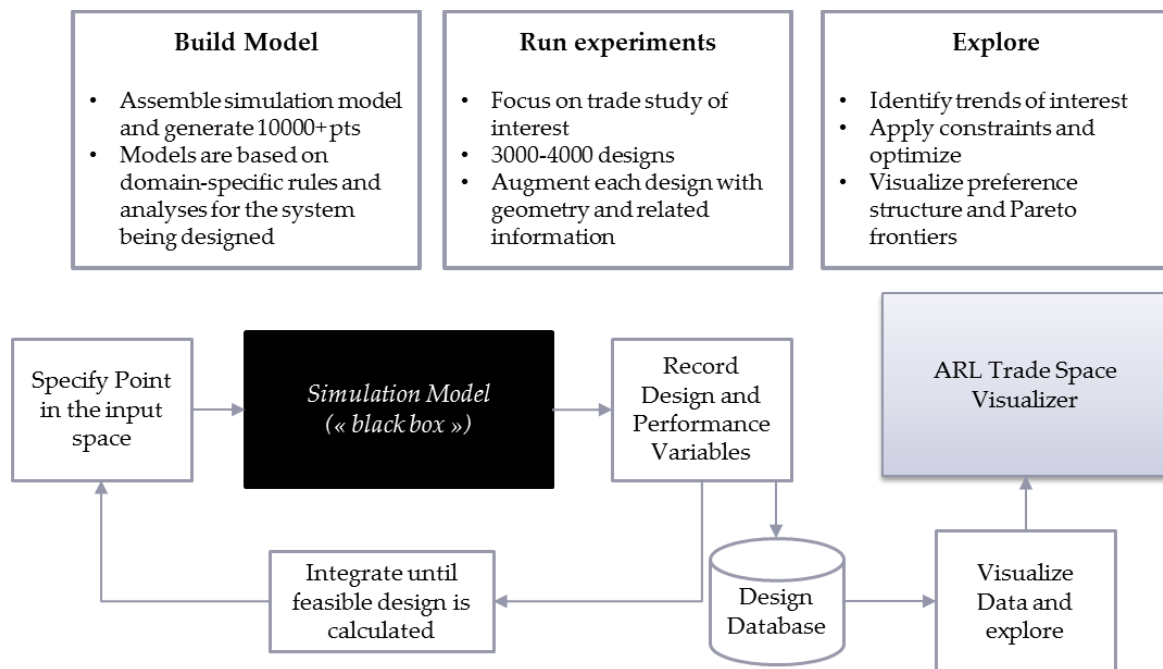 Build Model
• Assemble simulation model
and generate 10000+ pts
• Models are based on
domain-specific rules and
analyses for the system
being designed
Run experiments
• Focus on trade study of
interest
• 3000-4000 designs
• Augment each design with
geometry and related
information
Explore
• Identify trends of interest
• Apply constraints and
optimize
• Visualize preference
structure and Pareto
frontiers
Specify Point
in the input
space
Simulation Model
(« black box »)
Record
Design and
Performance
Variables
ARL Trade Space
Visualizer
Integrate until
feasible design is
calculated
Design
Database
Visualize
Data and
explore